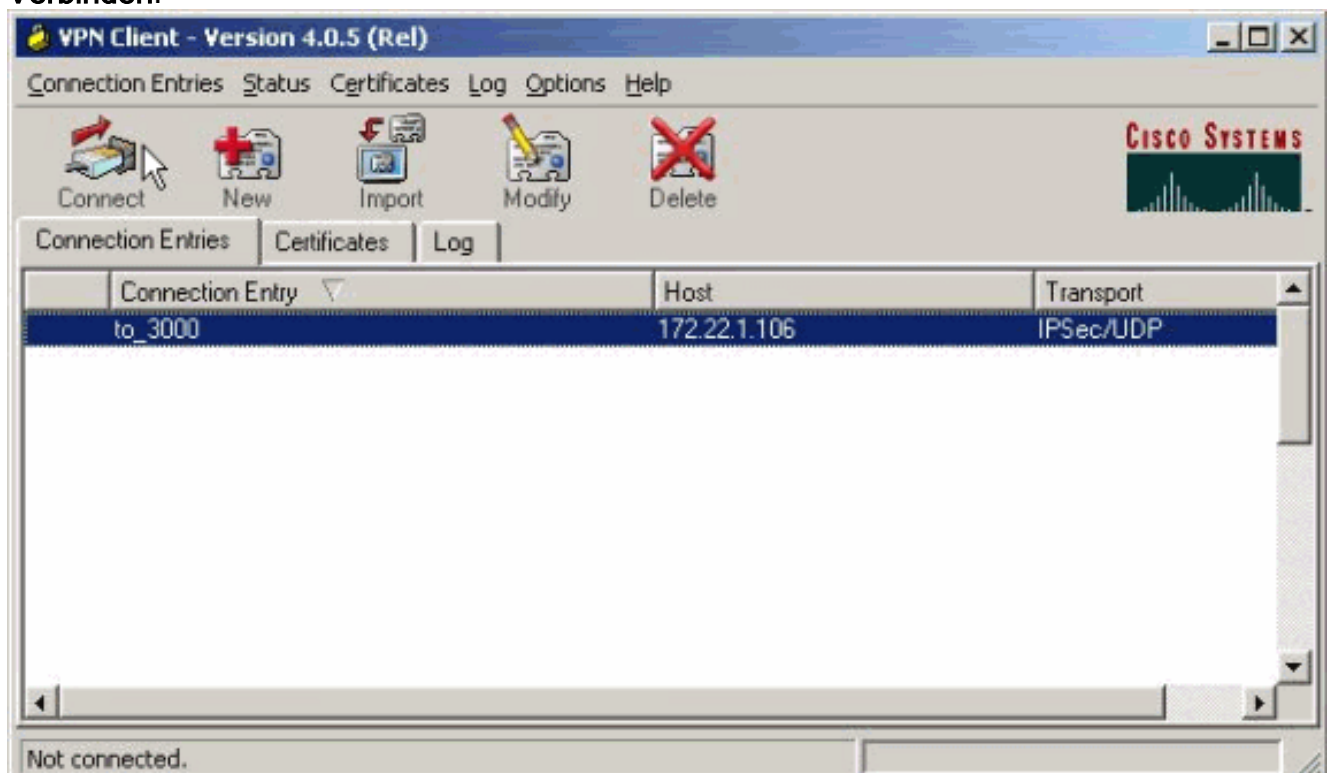 VPN Client - Version 4.0.5 (Rel)
Connection Entries Status Certificates Log Options Help
Connect New Import Modify Delete
CISCO SYSTEMS
Connection Entries Certificates Log
Connection Entry Host Transport
to_3000 172.22.1.106 IPSec/UDP
Not connected.